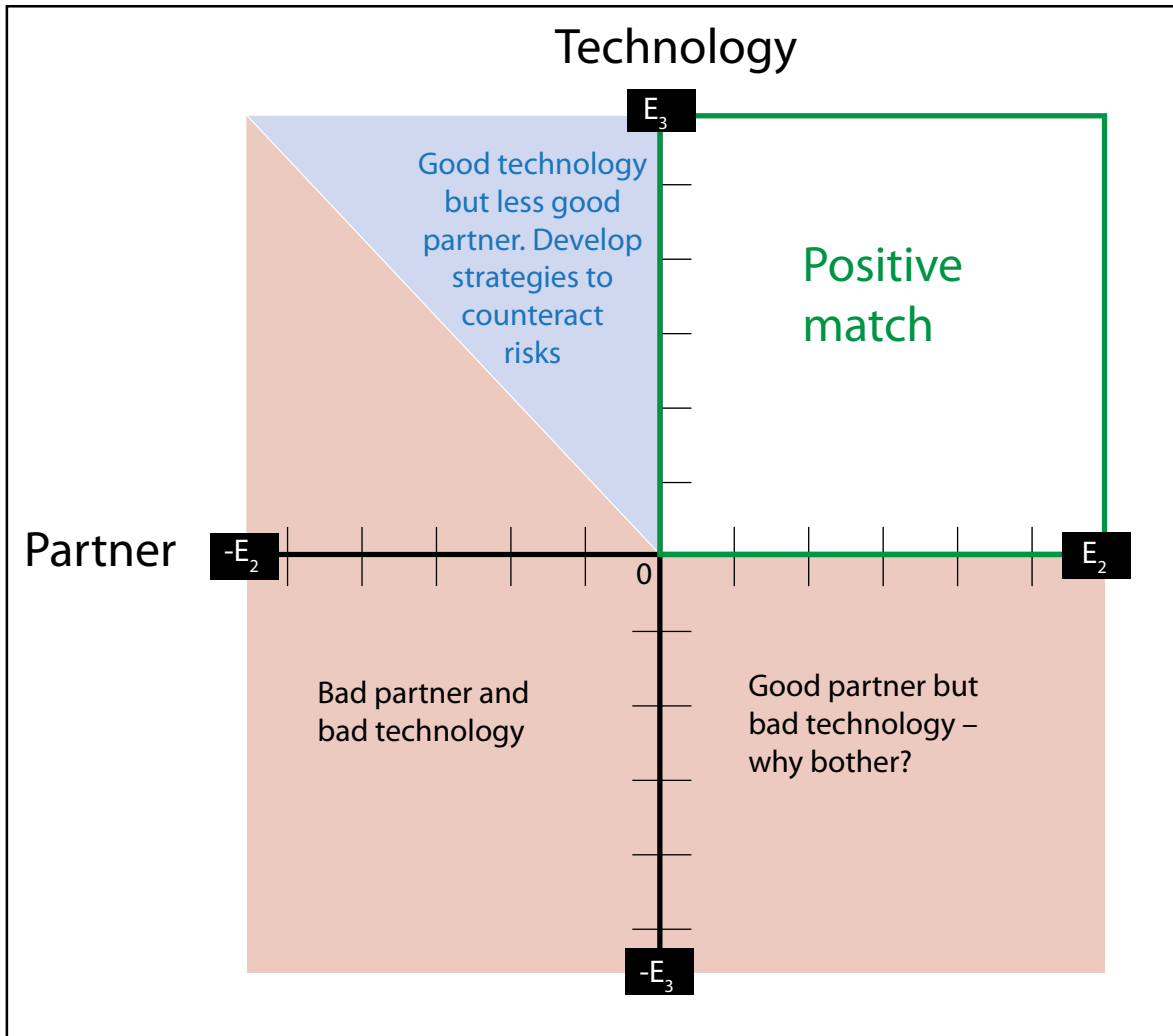 Technology
E₃
Good technology
but less good
partner. Develop
strategies to
counteract
risks
Positive
match
Partner
-E₂
0
E₂
Bad partner and
bad technology
Good partner but
bad technology –
why bother?
-E₃